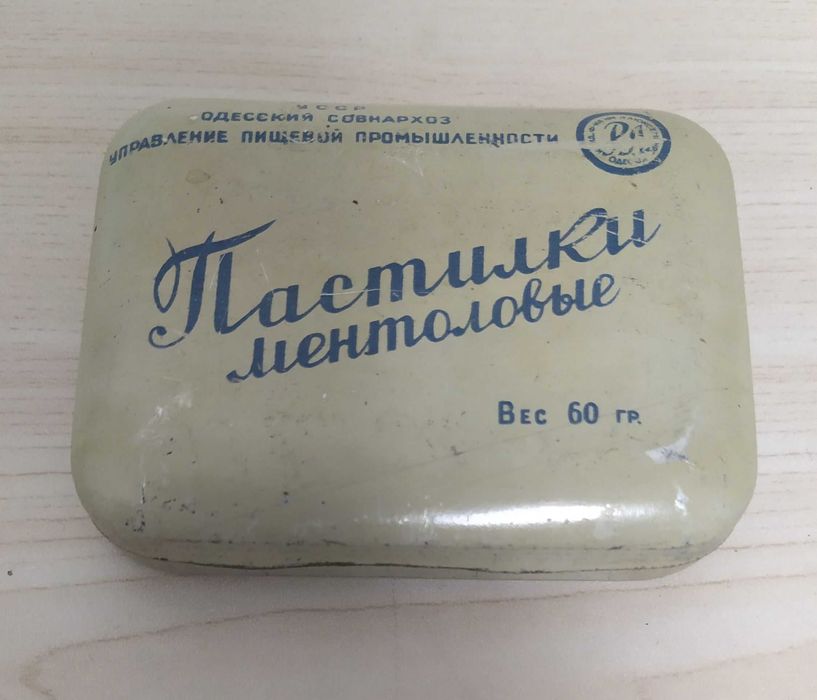 УССР
ОДЕССКИЙ СОВНАРХОЗ
УПРАВЛЕНИЕ ПИЩЕВОЙ ПРОМЫШЛЕННОСТИ
Пастилки
ментоловые
ВЕС 60 ГР.